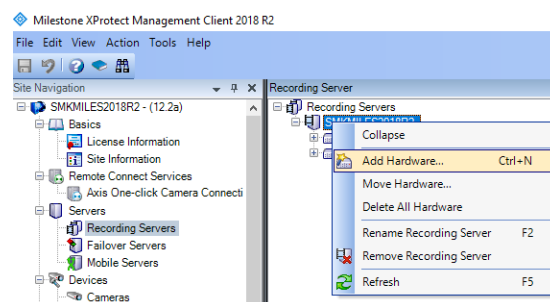 Milestone XProtect Management Client 2018 R2
File Edit View Action Tools Help
Site Navigation
SMKMILES2018R2 - (12.2a)
Basics
License Information
Site Information
Remote Connect Services
Axis One-click Camera Connecti
Servers
Recording Servers
Failover Servers
Mobile Servers
Devices
Cameras
Recording Server
Recording Servers
SMKMILES2018R2
Collapse
Add Hardware... Ctrl+N
Move Hardware...
Delete All Hardware
Rename Recording Server F2
Remove Recording Server
Refresh F5